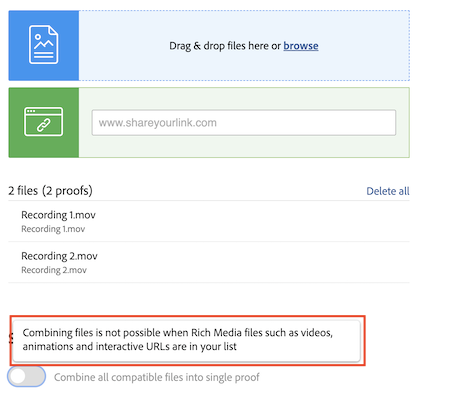 Drag & drop files here or browse
www.shareyourlink.com
2 files (2 proofs)
Delete all
Recording 1.mov
Recording 1.mov
Recording 2.mov
Recording 2.mov
Combining files is not possible when Rich Media files such as videos,
animations and interactive URLs are in your list
Combine all compatible files into single proof